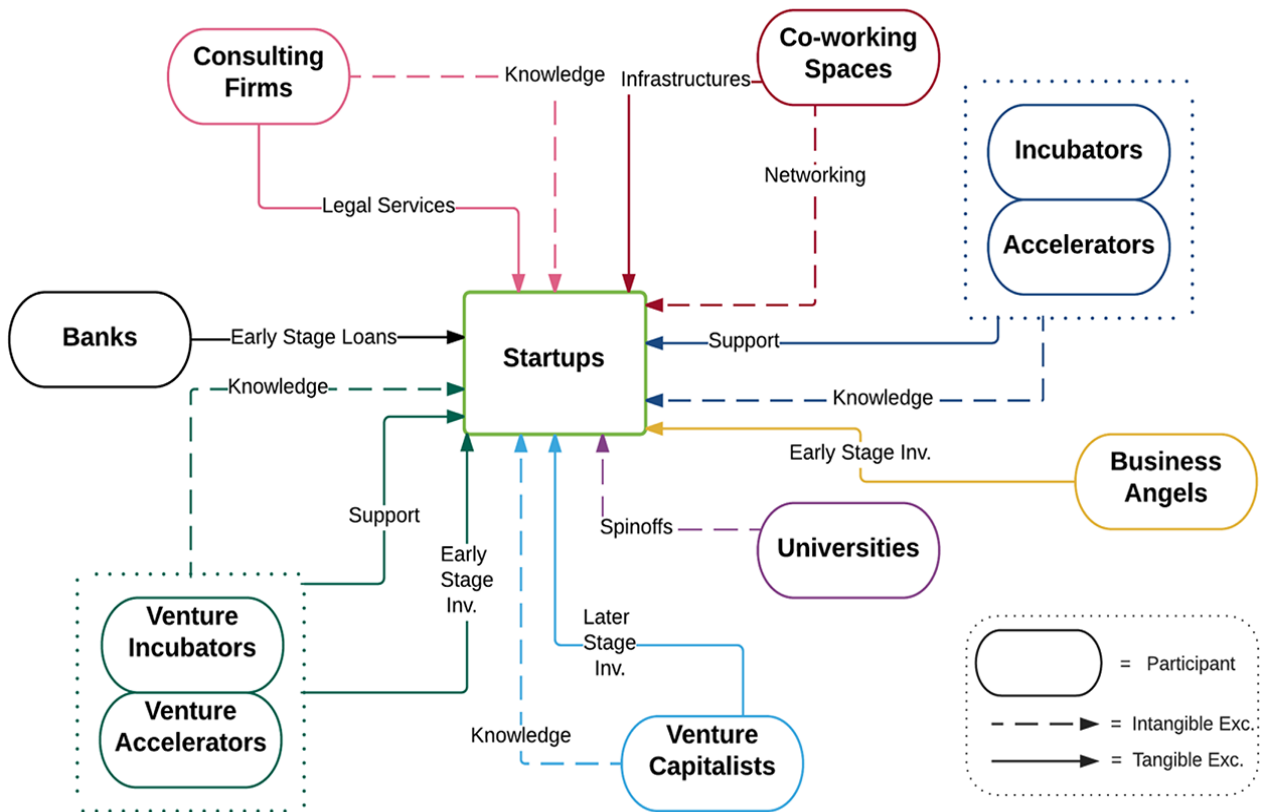 Consulting
Firms
Knowledge
Infrastructures
Co-working
Spaces
Incubators
Accelerators
Networking
Legal Services
Banks
Early Stage Loans
Startups
Support
Knowledge
Knowledge
Early Stage Inv.
Business
Angels
Support
Spinoffs
Universities
Early
Stage
Inv.
Venture
Incubators
Venture
Accelerators
Later
Stage
Inv.
Knowledge
Venture
Capitalists
= Participant
= Intangible Exc.
= Tangible Exc.